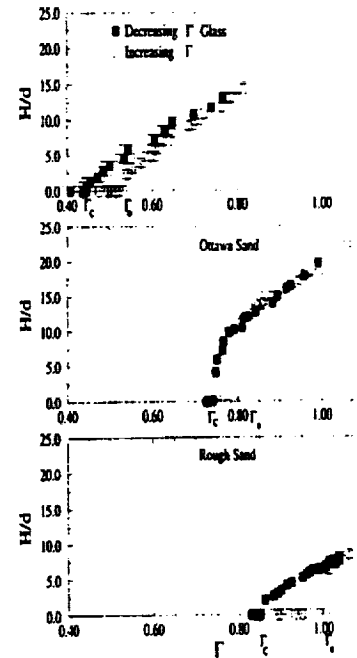 25.0
■ Decreasing Γ Glass
Increasing Γ
20.0
15.0
H/d
10.0
5.0
0.0
0.40 Γc Γo 0.60 0.80 1.00
25.0
Ottawa Sand
20.0
15.0
H/d
10.0
5.0
0.0
0.40 0.60 Γc 0.80 Γo 1.00
25.0
Rough Sand
20.0
15.0
H/d
10.0
5.0
0.0
0.40 0.60 0.80 Γc 1.00 Γo
Γ